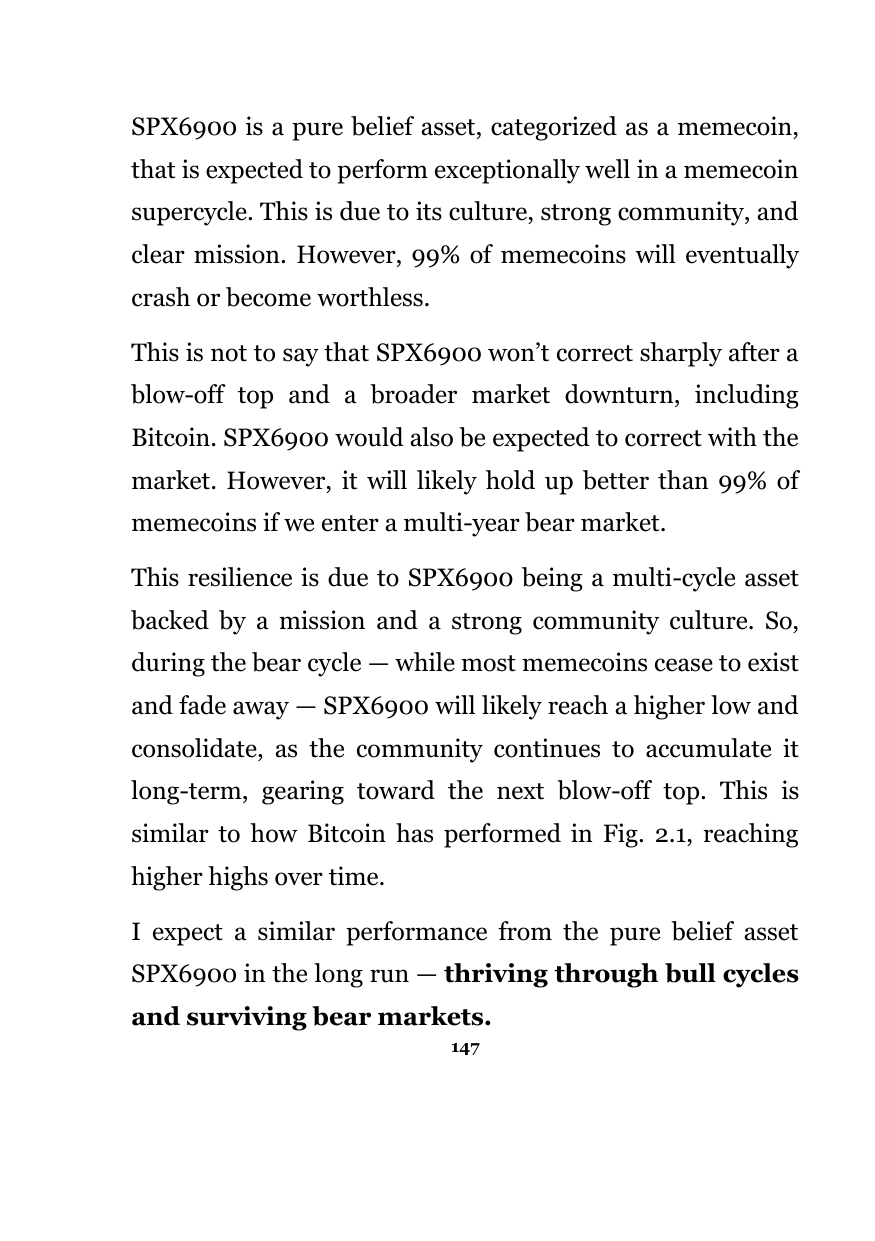 SPX6900 is a pure belief asset, categorized as a memecoin,
that is expected to perform exceptionally well in a memecoin
supercycle. This is due to its culture, strong community, and
clear mission. However, 99% of memecoins will eventually
crash or become worthless.
This is not to say that SPX6900 won’t correct sharply after a
blow-off top and a broader market downturn, including
Bitcoin. SPX6900 would also be expected to correct with the
market. However, it will likely hold up better than 99% of
memecoins if we enter a multi-year bear market.
This resilience is due to SPX6900 being a multi-cycle asset
backed by a mission and a strong community culture. So,
during the bear cycle — while most memecoins cease to exist
and fade away — SPX6900 will likely reach a higher low and
consolidate, as the community continues to accumulate it
long-term, gearing toward the next blow-off top. This is
similar to how Bitcoin has performed in Fig. 2.1, reaching
higher highs over time.
I expect a similar performance from the pure belief asset
SPX6900 in the long run — thriving through bull cycles
and surviving bear markets.
147